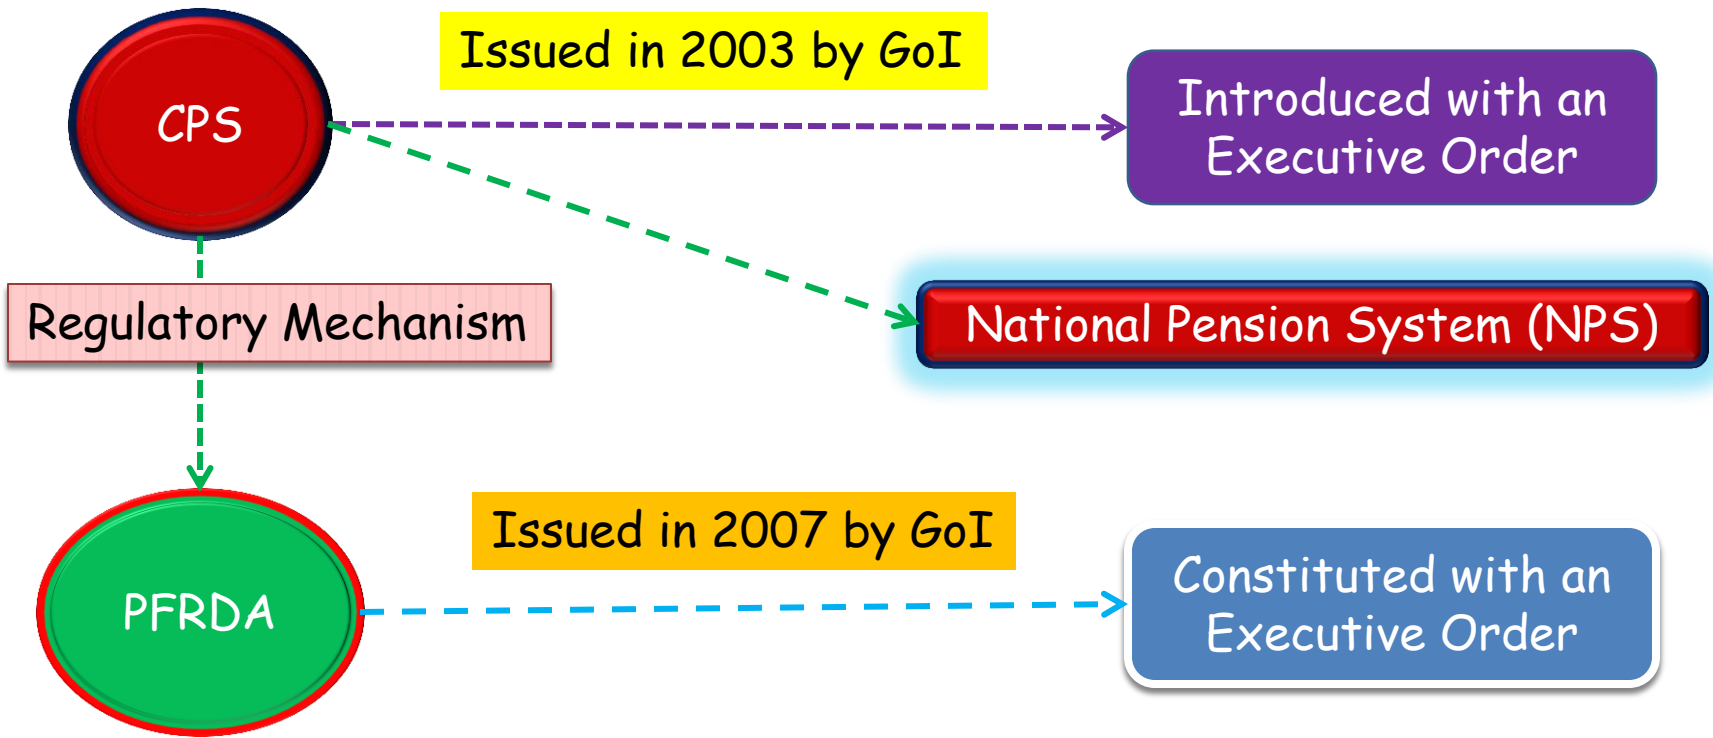 Issued in 2003 by GoI
CPS
Introduced with an
Executive Order
Regulatory Mechanism
National Pension System (NPS)
Issued in 2007 by GoI
PFRDA
Constituted with an
Executive Order